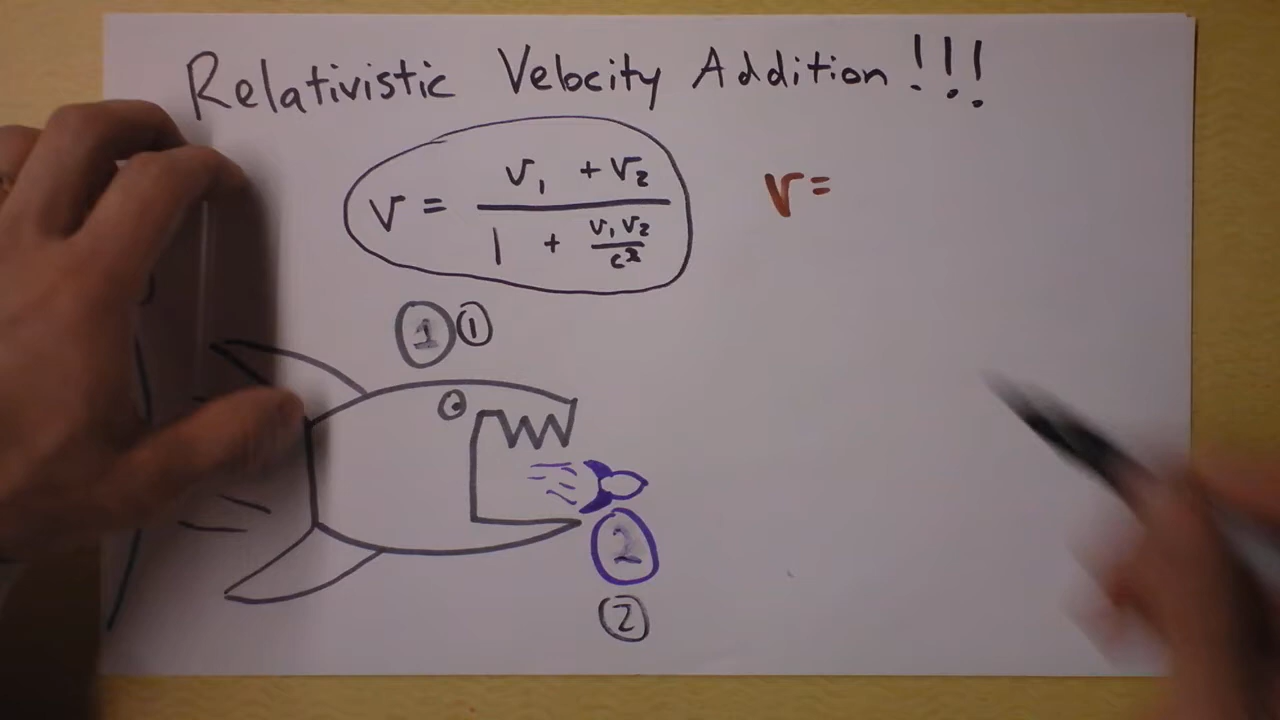 Relativistic Velocity Addition!!!
v = (v₁ + v₂) / (1 + v₁v₂/c²)
v=
1 1
2
2